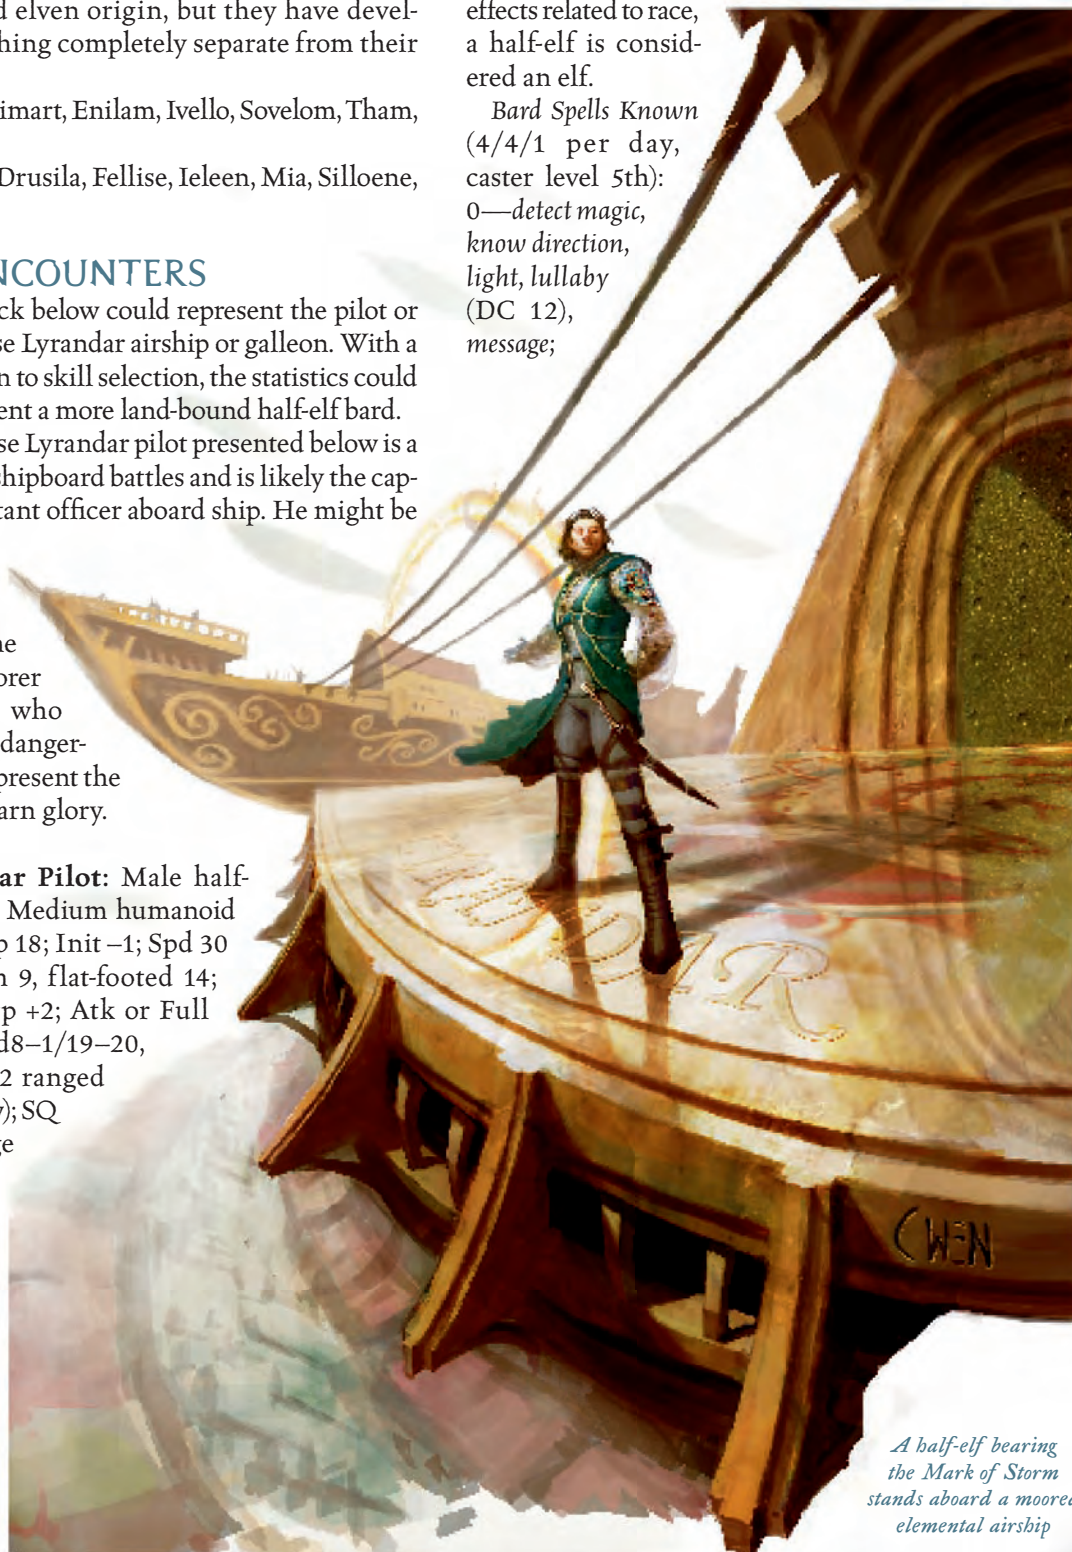 d elven origin, but they have devel-
hing completely separate from their
imart, Enilam, Ivello, Sovelom, Tham,
Drusila, Fellise, Ieleen, Mia, Silloene,
NCOUNTERS
ck below could represent the pilot or
se Lyrandar airship or galleon. With a
n to skill selection, the statistics could
ent a more land-bound half-elf bard.
se Lyrandar pilot presented below is a
shipboard battles and is likely the cap-
tant officer aboard ship. He might be
ne
orer
who
danger-
present the
arn glory.
ar Pilot: Male half-
Medium humanoid
p 18; Init –1; Spd 30
h 9, flat-footed 14;
p +2; Atk or Full
d8–1/19–20,
2 ranged
y); SQ
ge
effects related to race,
a half-elf is consid-
ered an elf.
Bard Spells Known
(4/4/1 per day,
caster level 5th):
0—detect magic,
know direction,
light, lullaby
(DC 12),
message;
CWEN
A half-elf bearing
the Mark of Storm
stands aboard a moored
elemental airship